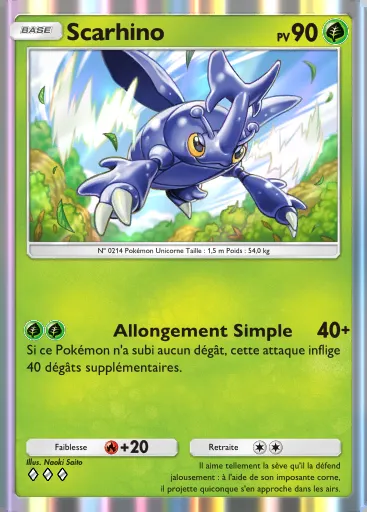 BASE Scarhino PV 90
N° 0214 Pokémon Unicorne Taille : 1,5 m Poids : 54,0 kg
Allongement Simple 40+
Si ce Pokémon n'a subi aucun dégât, cette attaque inflige
40 dégâts supplémentaires.
Faiblesse +20 Retraite
Illus. Naoki Saito
Il aime tellement la sève qu'il la défend
jalousement : à l'aide de son imposante corne,
il projette quiconque s'en approche dans les airs.